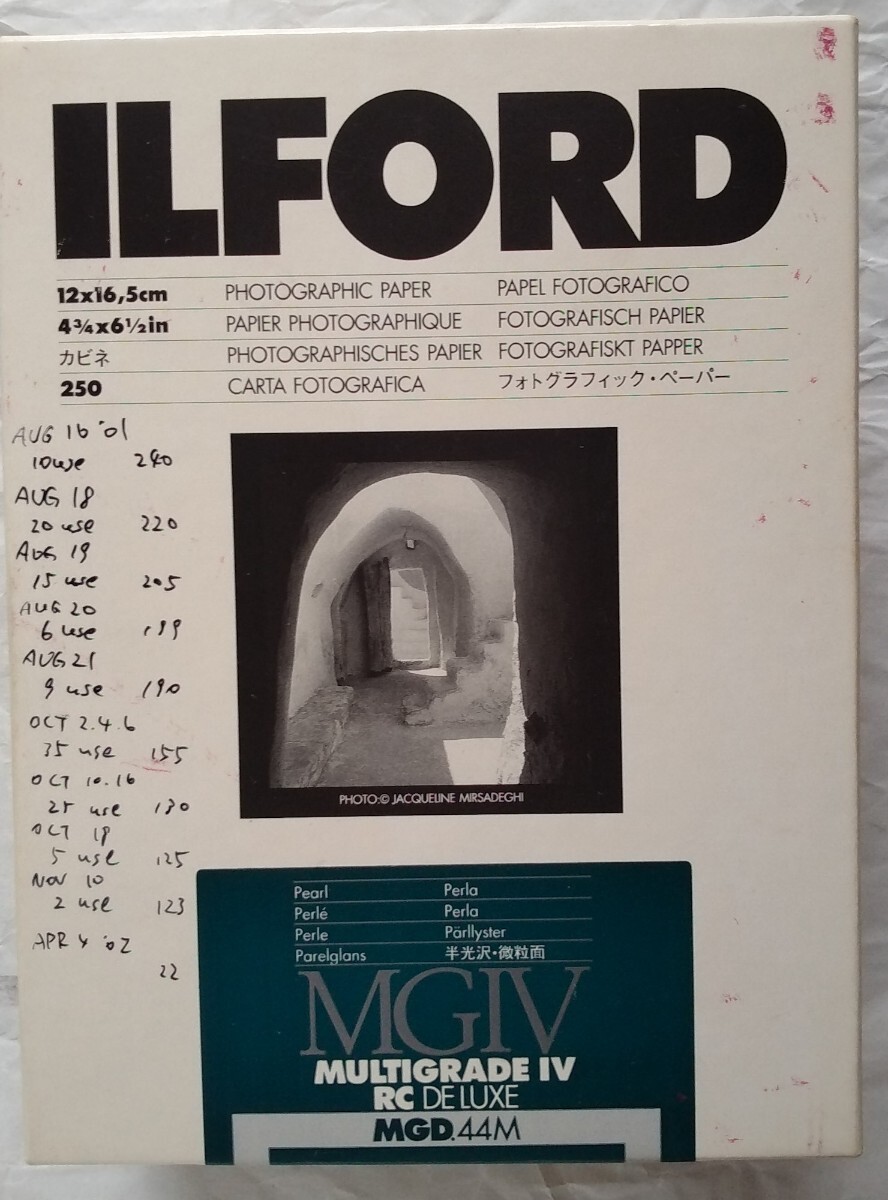 ILFORD
12x16,5cm PHOTOGRAPHIC PAPER PAPEL FOTOGRAFICO
4¾x6½in PAPIER PHOTOGRAPHIQUE FOTOGRAFISCH PAPIER
カビネ PHOTOGRAPHISCHES PAPIER FOTOGRAFISKT PAPPER
250 CARTA FOTOGRAFICA フォトグラフィック・ペーパー
AUG 16 '01
10use 240
AUG 18
20 use 220
AUG 19
15 use 205
AUG 20
6 use 199
AUG 21
9 use 190
OCT 2.4.6
35 use 155
OCT 10.16
25 use 130
OCT 18
5 use 125
NOV 10
2 use 123
APR 4 '02
22
PHOTO:© JACQUELINE MIRSADEGHI
Pearl Perla
Perlé Perla
Perle Pärllyster
Parelglans 半光沢・微粒面
MGIV
MULTIGRADE IV
RC DE LUXE
MGD.44M